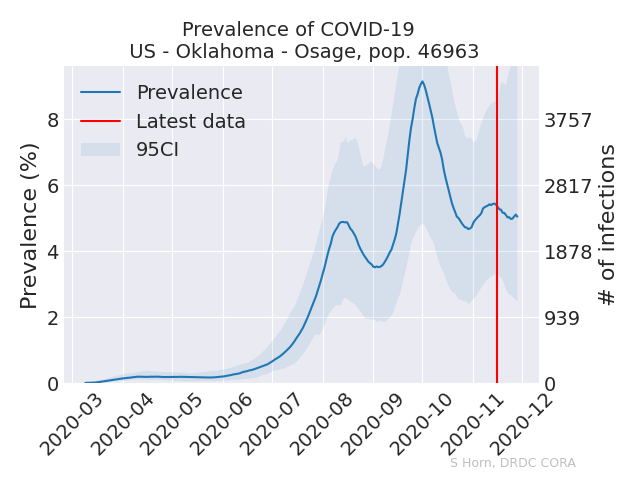 Prevalence of COVID-19
US - Oklahoma - Osage, pop. 46963
Prevalence
Latest data
95CI
Prevalence (%)
8
6
4
2
0
3757
2817
1878
939
0
# of infections
2020-03
2020-04
2020-05
2020-06
2020-07
2020-08
2020-09
2020-10
2020-11
2020-12
S Horn, DRDC CORA